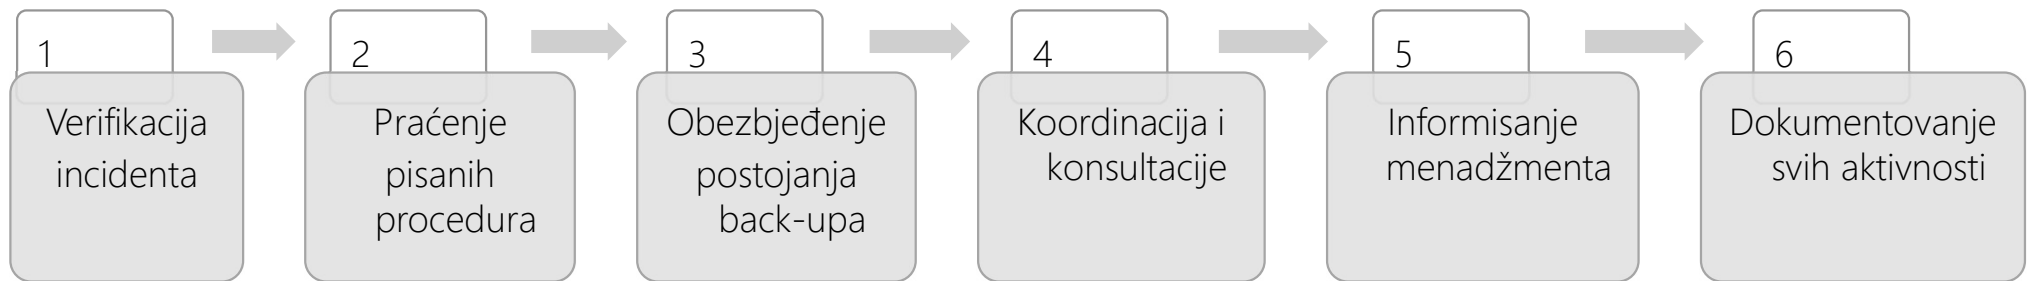 1
Verifikacija
incidenta
2
Praćenje
pisanih
procedura
3
Obezbjeđenje
postojanja
back-upa
4
Koordinacija i
konsultacije
5
Informisanje
menadžmenta
6
Dokumentovanje
svih aktivnosti